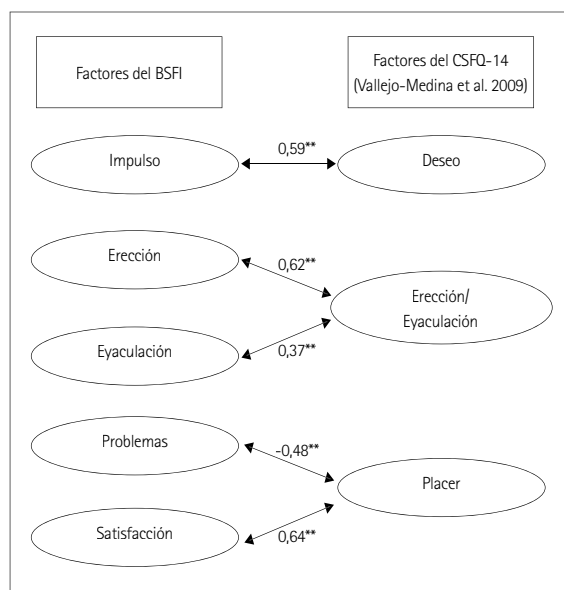 Factores del BSFI
Factores del CSFQ-14
(Vallejo-Medina et al. 2009)
Impulso
0,59**
Deseo
Erección
0,62**
Erección/
Eyaculación
Eyaculación
0,37**
Problemas
-0,48**
Placer
Satisfacción
0,64**